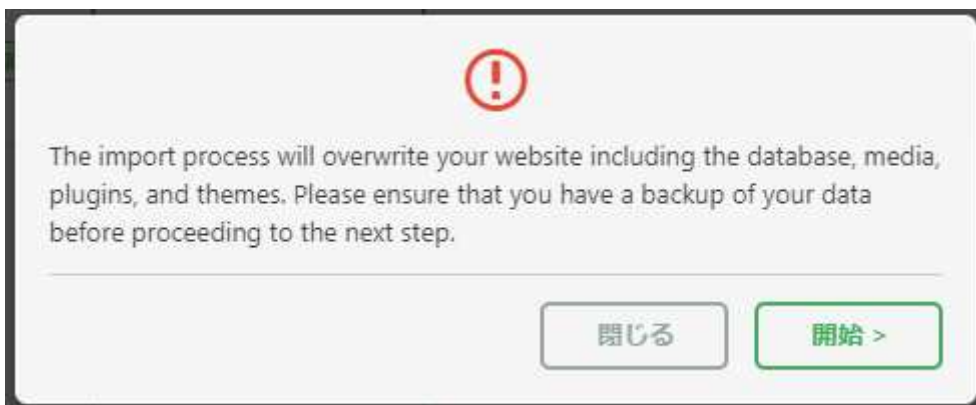 The import process will overwrite your website including the database, media,
plugins, and themes. Please ensure that you have a backup of your data
before proceeding to the next step.
閉じる
開始 >